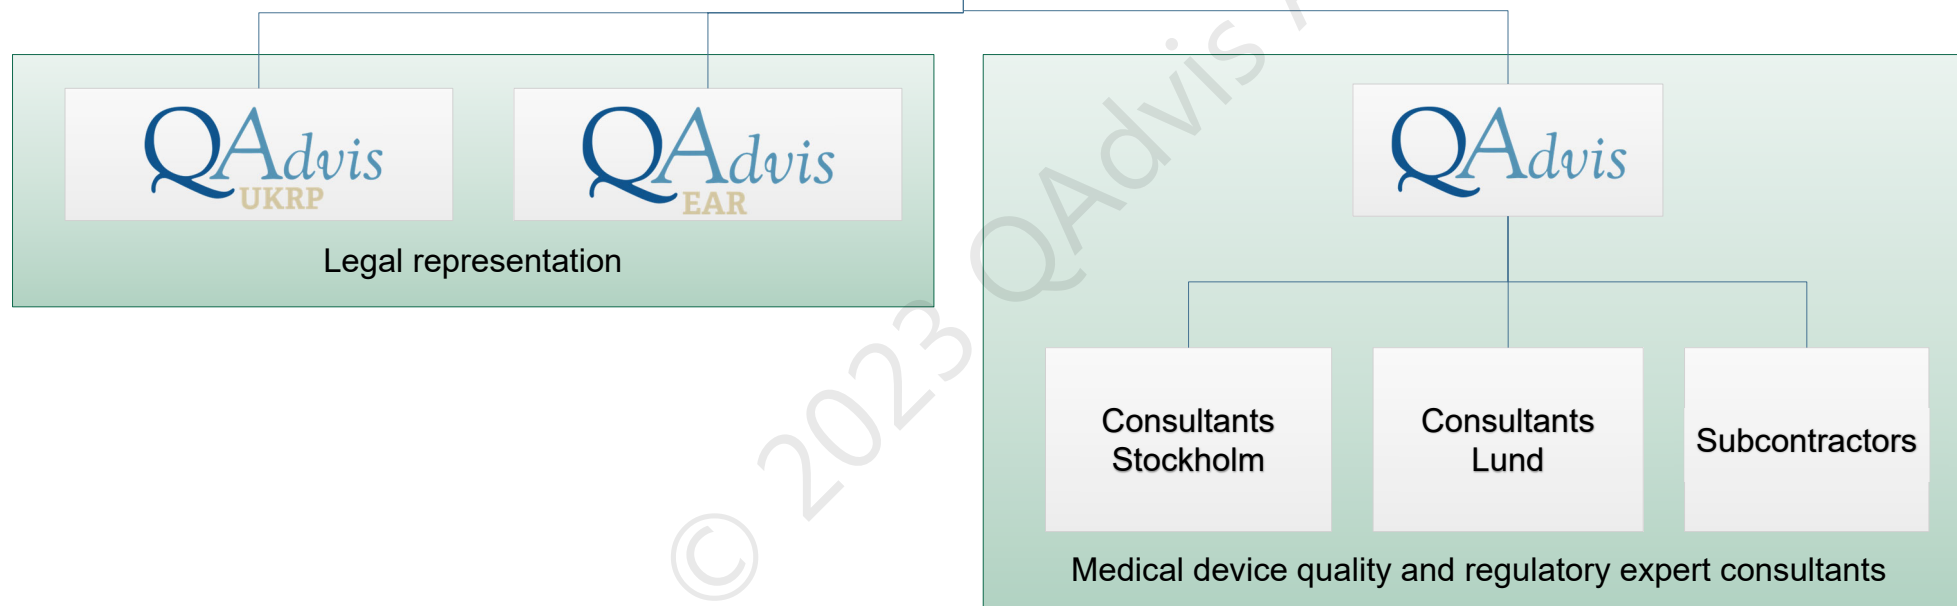 QAdvis
UKRP
QAdvis
EAR
Legal representation
QAdvis
Consultants
Stockholm
Consultants
Lund
Subcontractors
Medical device quality and regulatory expert consultants
© 2023 QAdvis